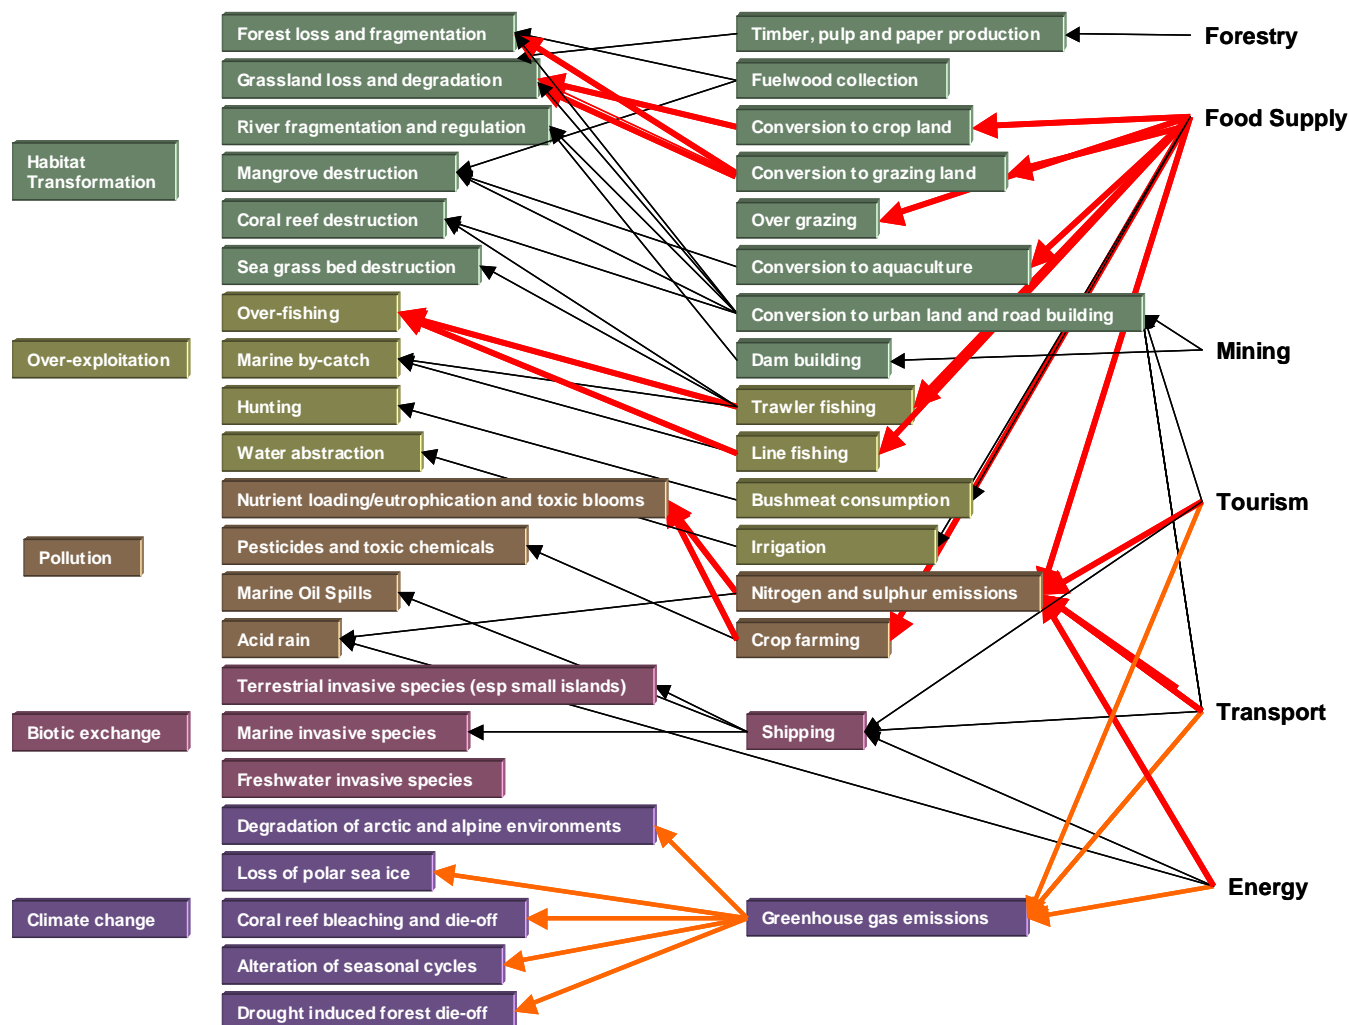 Habitat
Transformation
Over-exploitation
Pollution
Biotic exchange
Climate change
Forest loss and fragmentation
Grassland loss and degradation
River fragmentation and regulation
Mangrove destruction
Coral reef destruction
Sea grass bed destruction
Over-fishing
Marine by-catch
Hunting
Water abstraction
Nutrient loading/eutrophication and toxic blooms
Pesticides and toxic chemicals
Marine Oil Spills
Acid rain
Terrestrial invasive species (esp small islands)
Marine invasive species
Freshwater invasive species
Degradation of arctic and alpine environments
Loss of polar sea ice
Coral reef bleaching and die-off
Alteration of seasonal cycles
Drought induced forest die-off
Timber, pulp and paper production
Fuelwood collection
Conversion to crop land
Conversion to grazing land
Over grazing
Conversion to aquaculture
Conversion to urban land and road building
Dam building
Trawler fishing
Line fishing
Bushmeat consumption
Irrigation
Nitrogen and sulphur emissions
Crop farming
Shipping
Greenhouse gas emissions
Forestry
Food Supply
Mining
Tourism
Transport
Energy